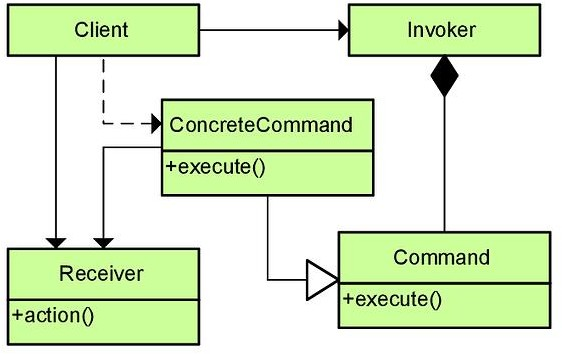 Client
Invoker
ConcreteCommand
+execute()
Command
+execute()
Receiver
+action()